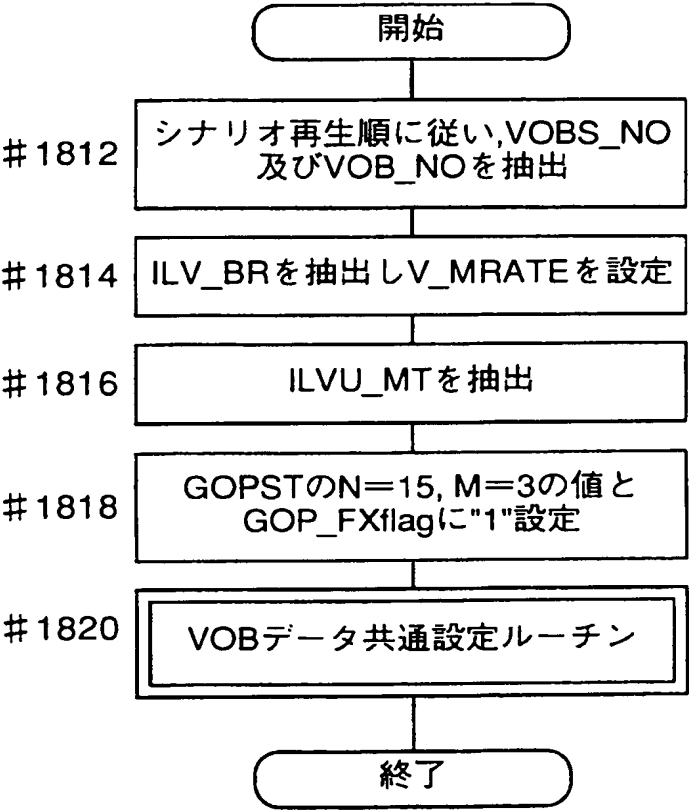 開始
#1812
シナリオ再生順に従い,VOBS_NO
及びVOB_NOを抽出
#1814
ILV_BRを抽出しV_MRATEを設定
#1816
ILVU_MTを抽出
#1818
GOPSTのN=15, M=3の値と
GOP_FXflagに"1"設定
#1820
VOBデータ共通設定ルーチン
終了